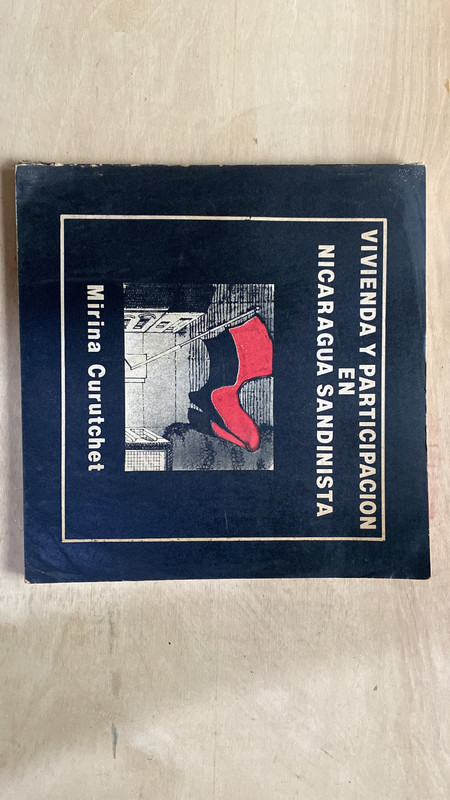 VIVIENDA Y PARTICIPACION
EN
NICARAGUA SANDINISTA
Mirina Curutchet